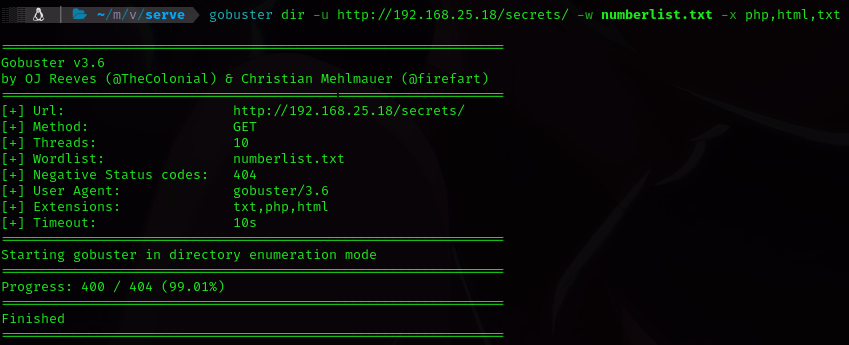 ~/m/v/serve gobuster dir -u http://192.168.25.18/secrets/ -w numberlist.txt -x php,html,txt
===============================================================
Gobuster v3.6
by OJ Reeves (@TheColonial) & Christian Mehlmauer (@firefart)
===============================================================
[+] Url:                     http://192.168.25.18/secrets/
[+] Method:                  GET
[+] Threads:                 10
[+] Wordlist:                numberlist.txt
[+] Negative Status codes:   404
[+] User Agent:              gobuster/3.6
[+] Extensions:              txt,php,html
[+] Timeout:                 10s
===============================================================
Starting gobuster in directory enumeration mode
===============================================================
Progress: 400 / 404 (99.01%)
===============================================================
Finished
===============================================================